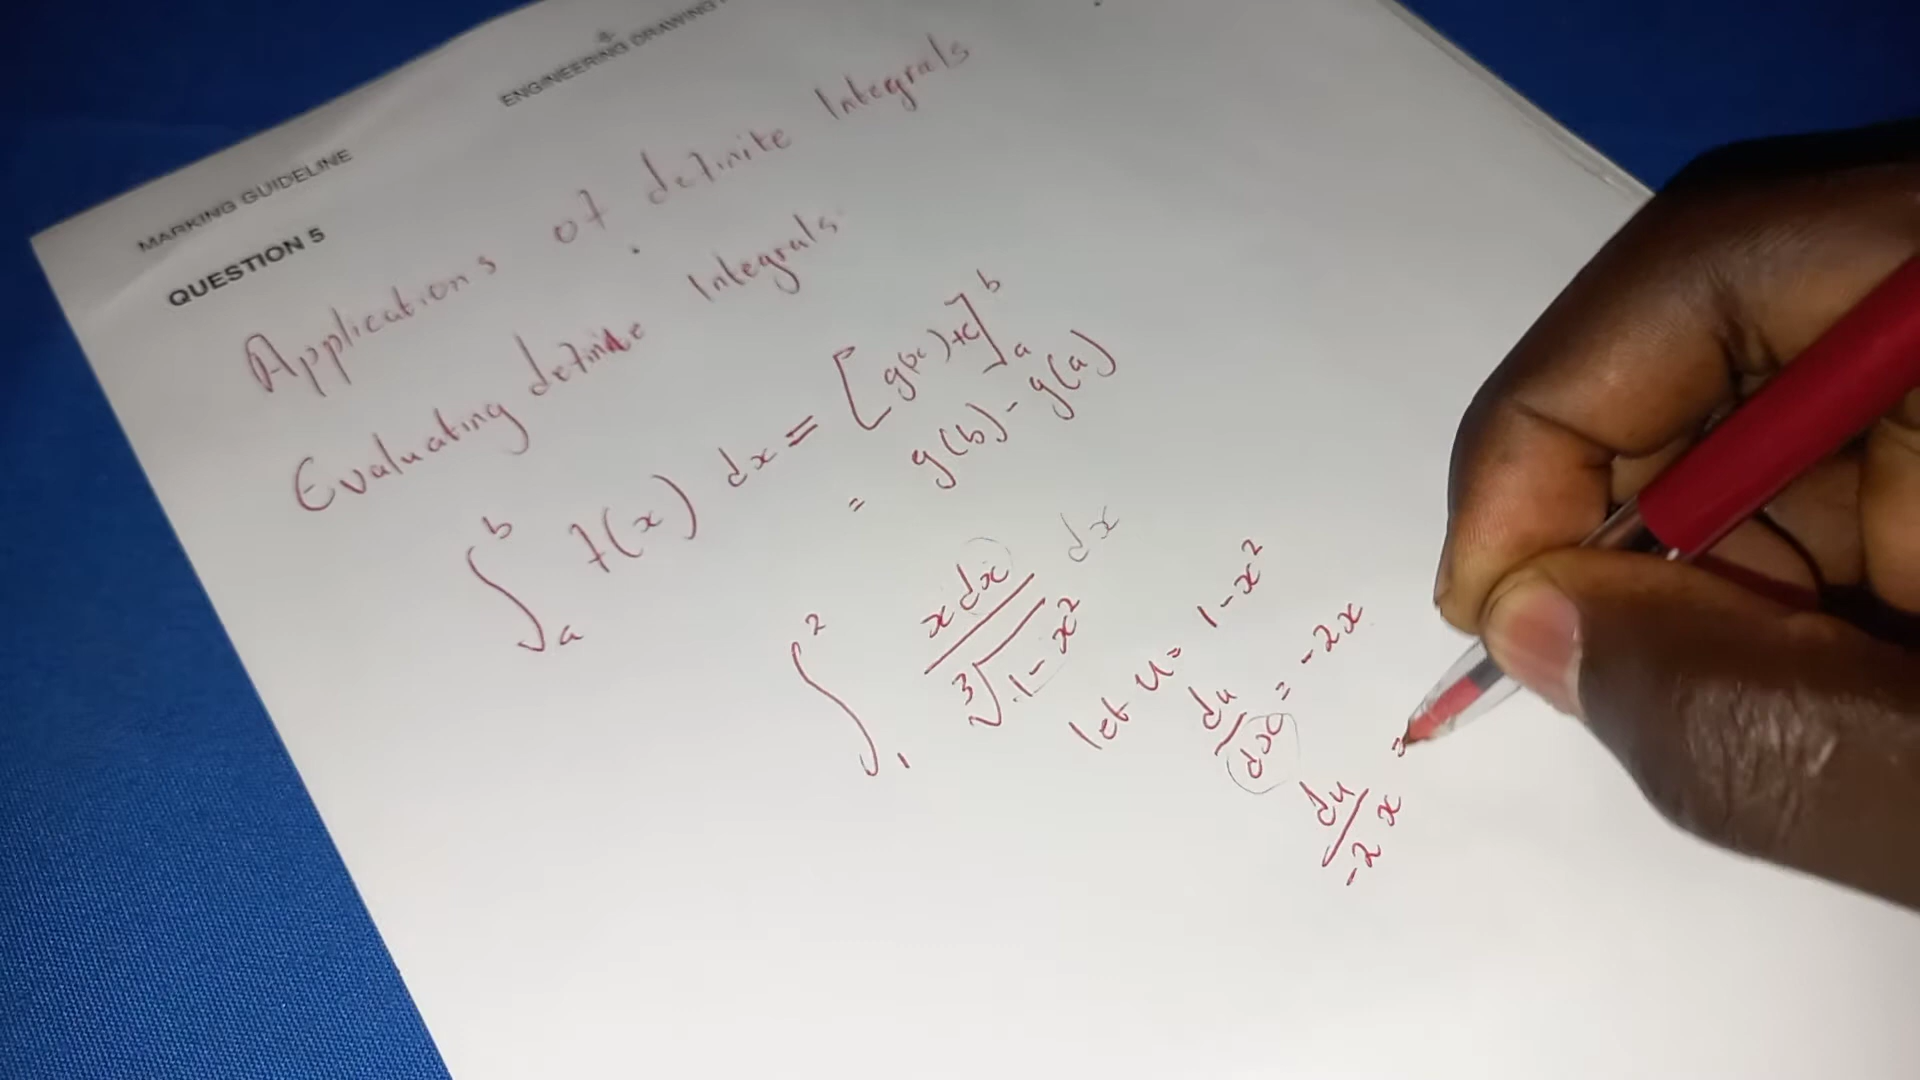 ENGINEERING DRAWING
MARKING GUIDELINE
QUESTION 5
Applications of definite Integrals
Evaluating definite Integrals
∫ₐᵇ f(x) dx = [g(x)+c]ₐᵇ
= g(b) - g(a)
∫₁² x dx / ∛(1-x²) dx
let u = 1-x²
du/dx = -2x
du/-2x =